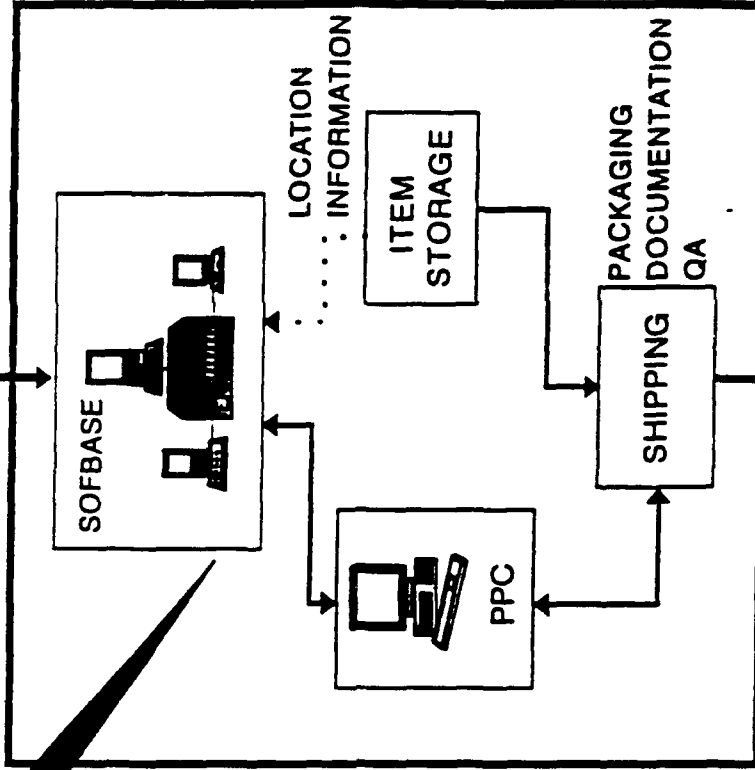 SOFBASE
LOCATION
INFORMATION
ITEM
STORAGE
PPC
SHIPPING
PACKAGING
DOCUMENTATION
QA